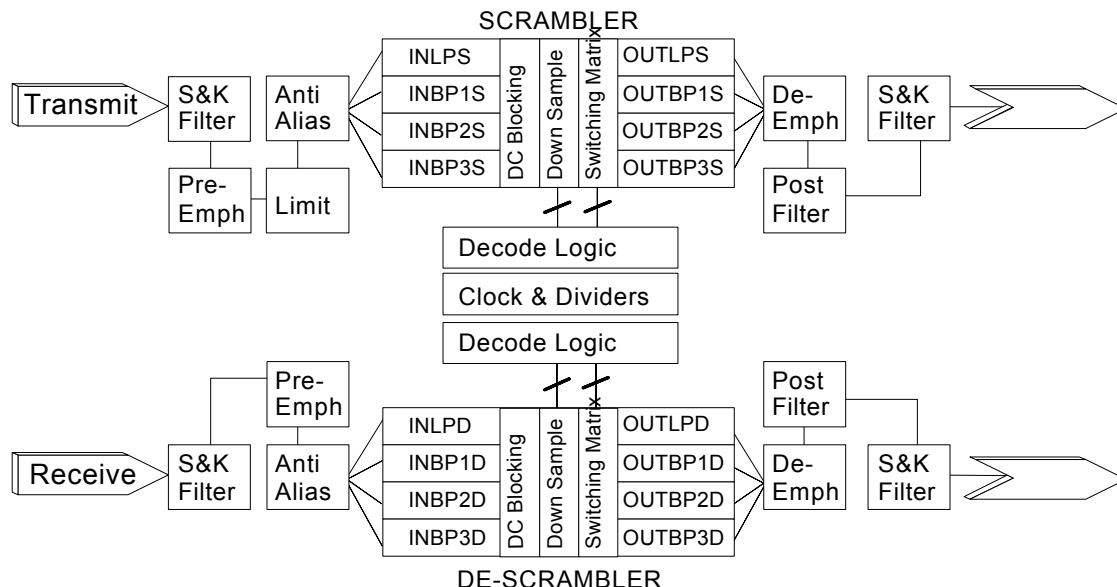 SCRAMBLER
Transmit
S&K
Filter
Pre-
Emph
Anti
Alias
Limit
INLPS
INBP1S
INBP2S
INBP3S
DC Blocking
Down Sample
Switching Matrix
OUTLPS
OUTBP1S
OUTBP2S
OUTBP3S
De-
Emph
Post
Filter
S&K
Filter
Decode Logic
Clock & Dividers
Decode Logic
Receive
S&K
Filter
Pre-
Emph
Anti
Alias
INLPD
INBP1D
INBP2D
INBP3D
DC Blocking
Down Sample
Switching Matrix
OUTLPD
OUTBP1D
OUTBP2D
OUTBP3D
Post
Filter
De-
Emph
S&K
Filter
DE-SCRAMBLER